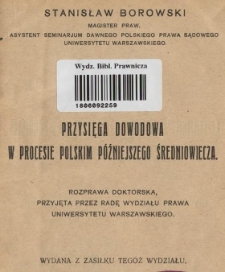 STANISŁAW BOROWSKI
MAGISTER PRAW,
ASYSTENT SEMINARJUM DAWNEGO POLSKIEGO PRAWA SĄDOWEGO
UNIWERSYTETU WARSZAWSKIEGO.
Wydz. Bibl. Prawnicza
1806092259
PRZYSIĘGA DOWODOWA
W PROCESIE POLSKIM PÓŹNIEJSZEGO ŚREDNIOWIECZA.
ROZPRAWA DOKTORSKA,
PRZYJĘTA PRZEZ RADĘ WYDZIAŁU PRAWA
UNIWERSYTETU WARSZAWSKIEGO.
WYDANA Z ZASIŁKU TEGOŻ WYDZIAŁU.